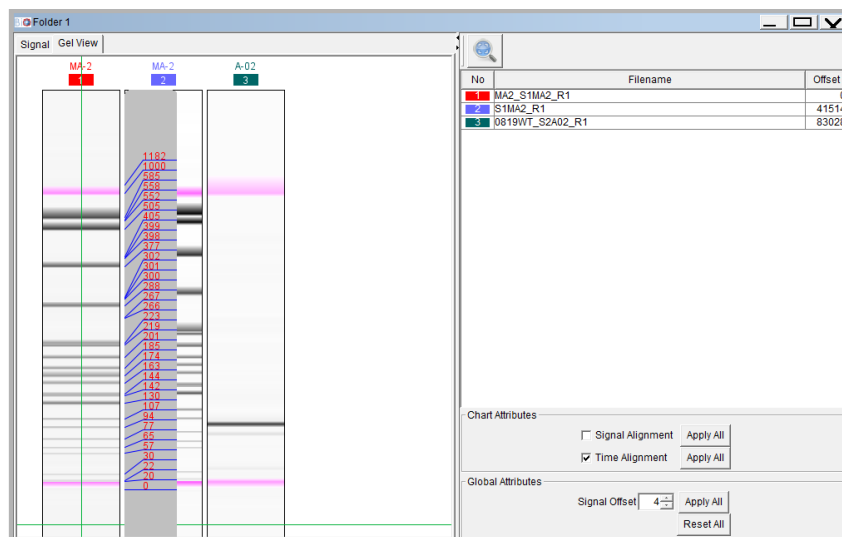 Folder 1
Signal Gel View
MA-2 MA-2 A-02
1 2 3
1182
1000
585
558
552
505
405
399
398
377
302
301
300
288
267
266
223
219
201
185
174
163
144
142
130
107
94
77
65
57
30
22
20
0
No Filename Offset
1 MA2_S1MA2_R1
2 S1MA2_R1 41514
3 0819WT_S2A02_R1 83028
Chart Attributes
Signal Alignment Apply All
Time Alignment Apply All
Global Attributes
Signal Offset 4 Apply All
Reset All